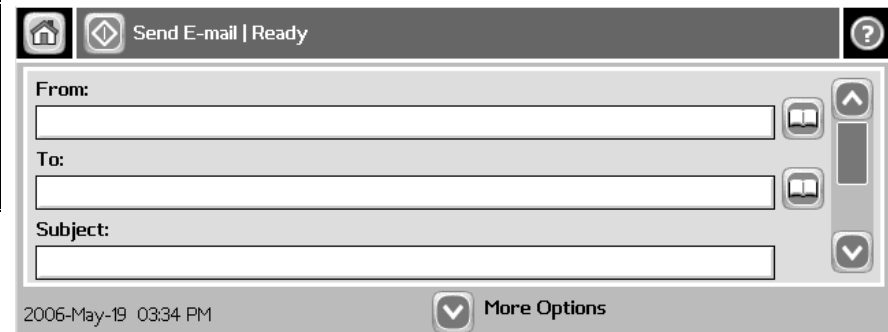 Send E-mail | Ready
From:
To:
Subject:
2006-May-19 03:34 PM
More Options